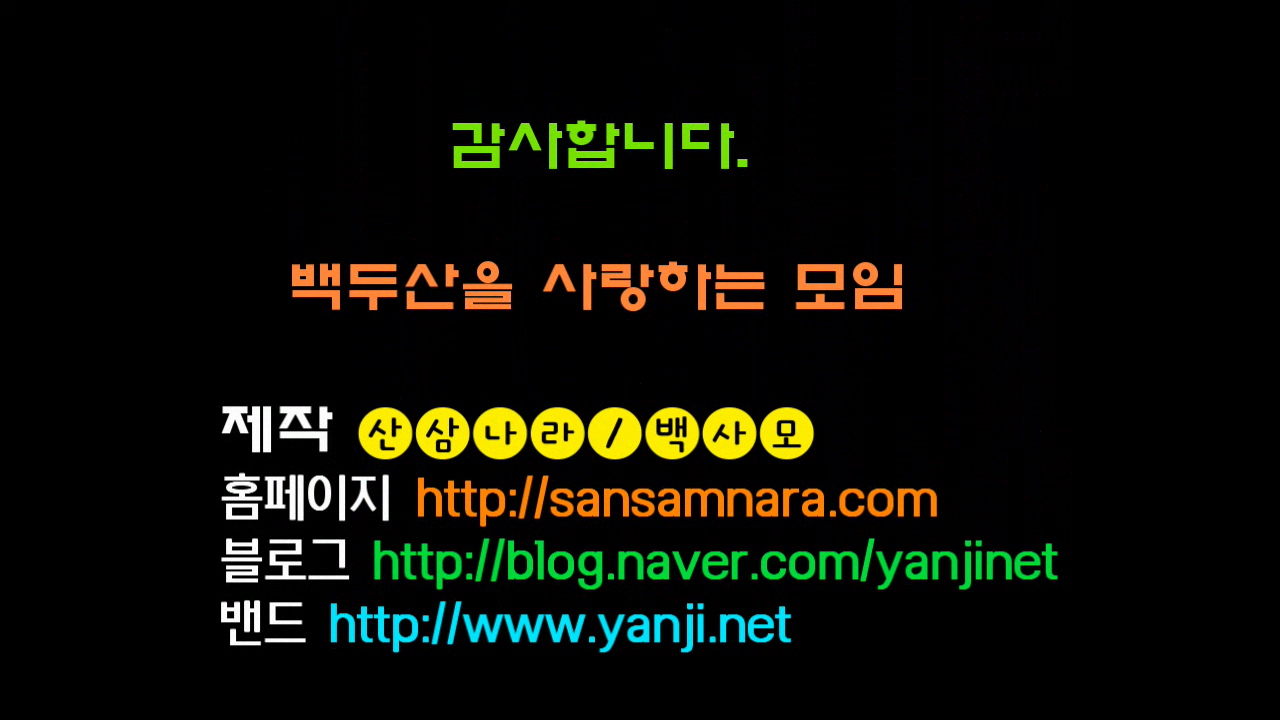 감사합니다.
백두산을 사랑하는 모임
제작 산삼나라/백사모
홈페이지 http://sansamnara.com
블로그 http://blog.naver.com/yanjinet
밴드 http://www.yanji.net